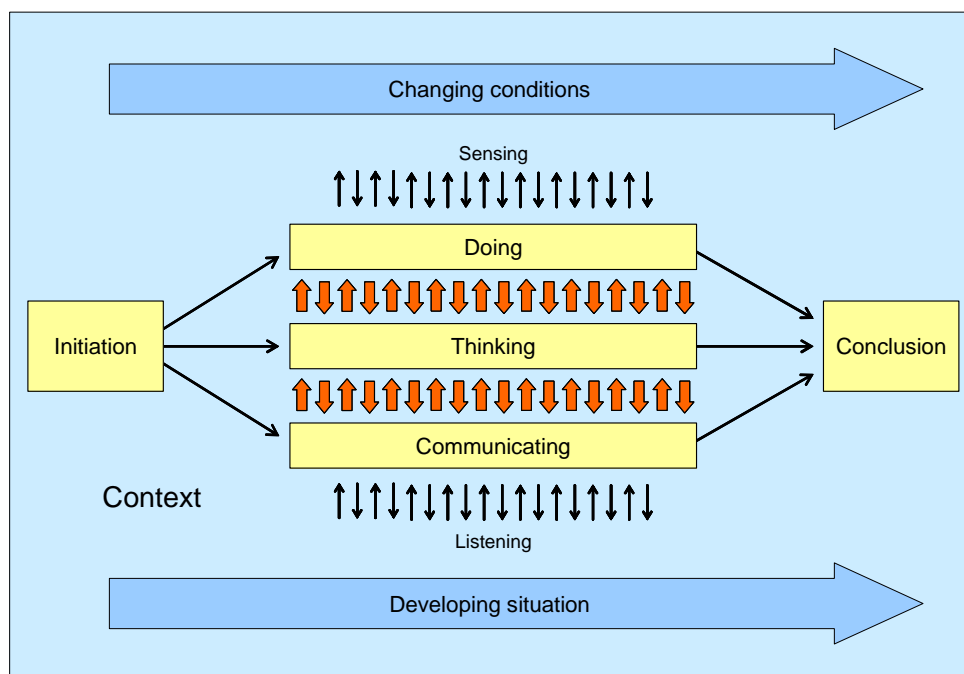 Changing conditions
Sensing
Doing
Initiation
Thinking
Conclusion
Communicating
Context
Listening
Developing situation